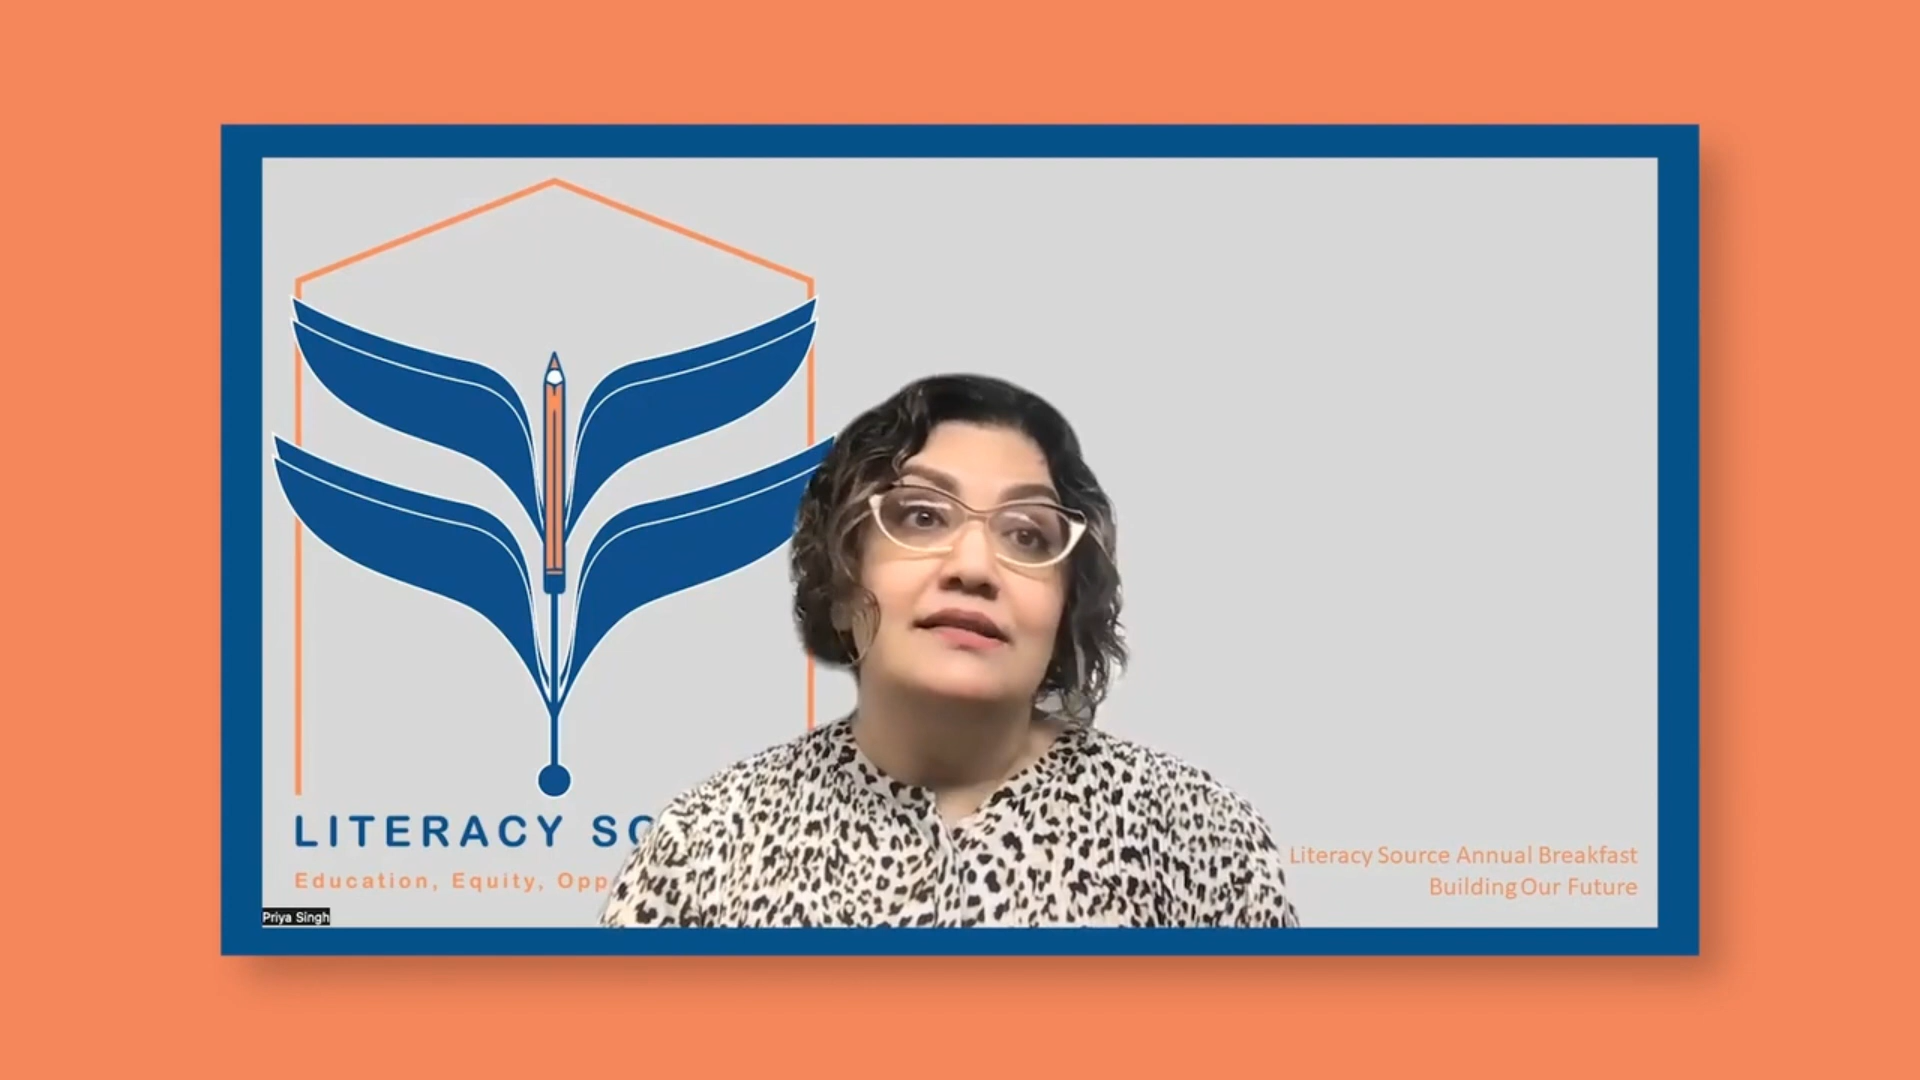 LITERACY SO
Education, Equity, Opp
Priya Singh
Literacy Source Annual Breakfast
Building Our Future